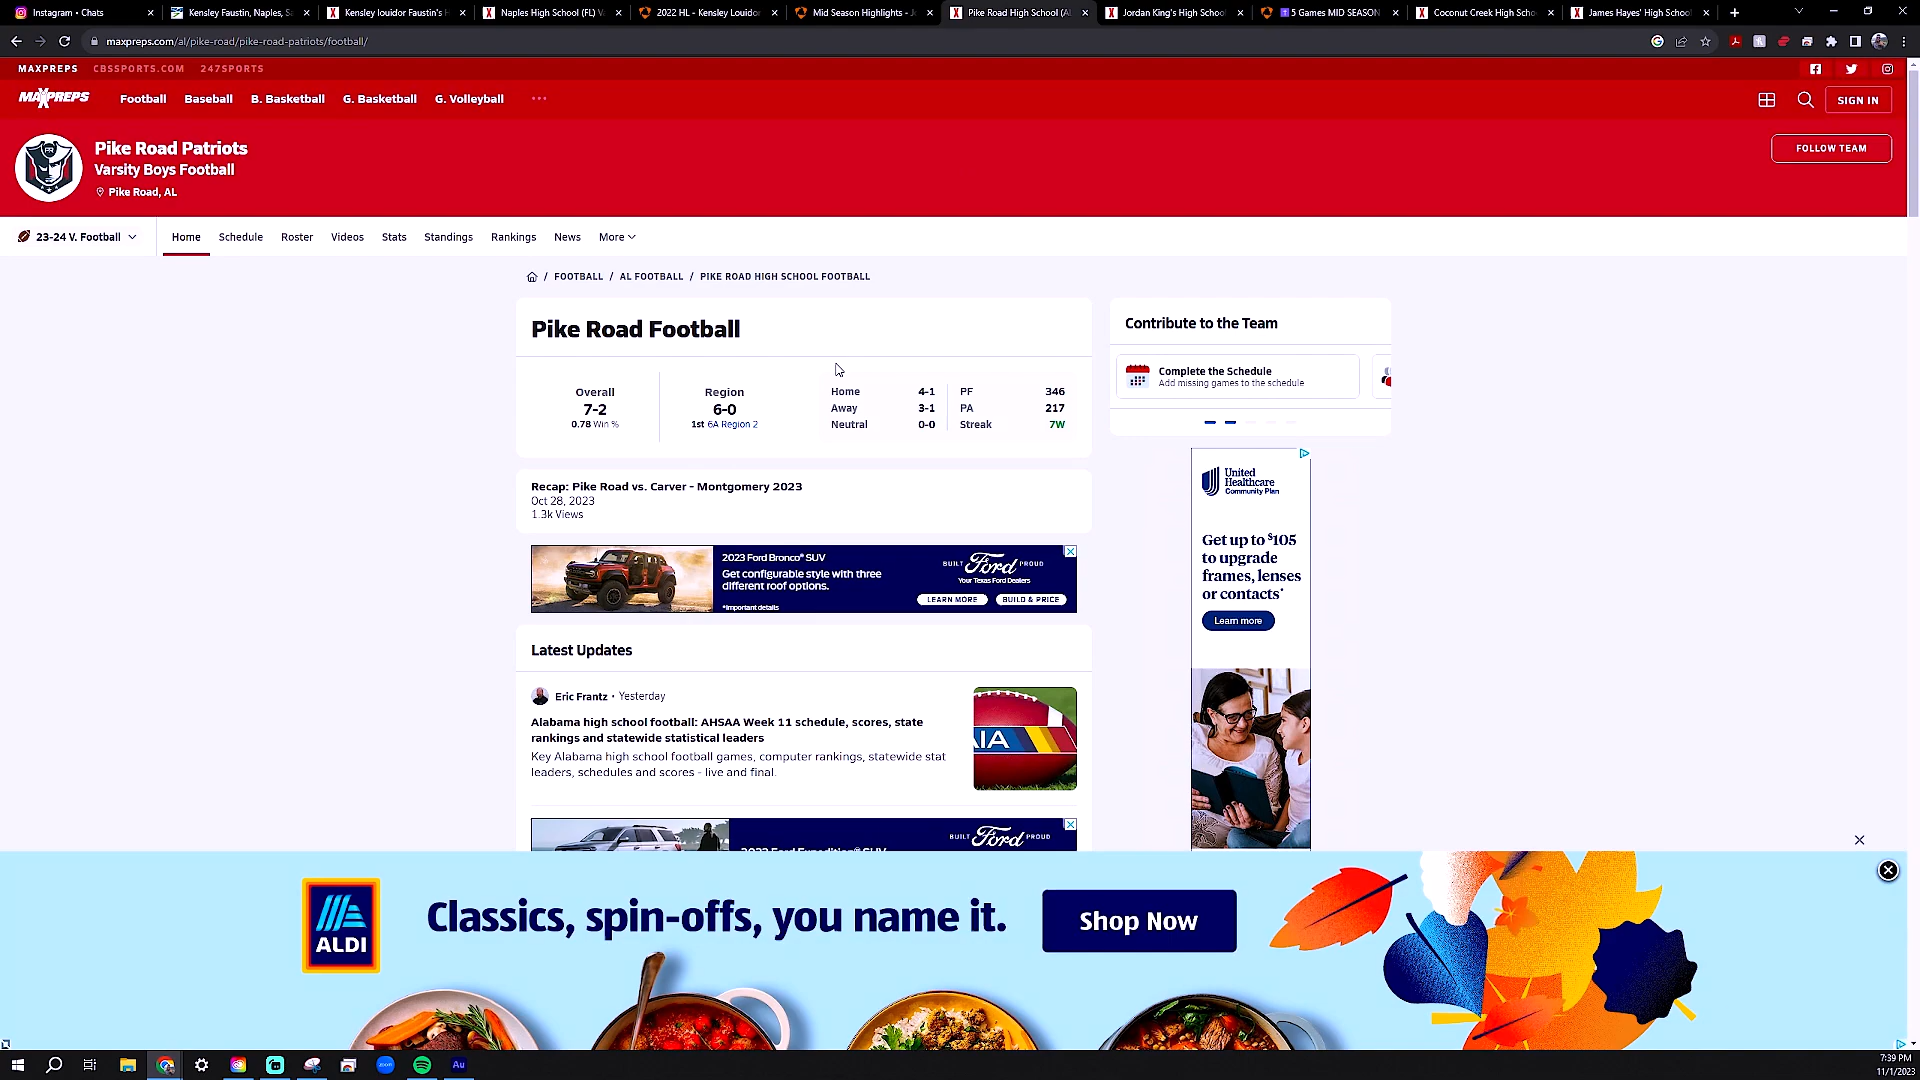 Instagram • Chats
Kensley Faustin, Naples, S
Kensley louidor Faustin's H
Naples High School (FL) V
2022 HL - Kensley Louidor
Mid Season Highlights - J
Pike Road High School (AL
Jordan King's High School
5 Games MID SEASON
Coconut Creek High Scho
James Hayes' High School
maxpreps.com/al/pike-road/pike-road-patriots/football/
MAXPREPS CBSSPORTS.COM 247SPORTS
MAXPREPS
Football Baseball B. Basketball G. Basketball G. Volleyball
SIGN IN
PR
Pike Road Patriots
Varsity Boys Football
Pike Road, AL
FOLLOW TEAM
23-24 V. Football
Home Schedule Roster Videos Stats Standings Rankings News More
/ FOOTBALL / AL FOOTBALL / PIKE ROAD HIGH SCHOOL FOOTBALL
Pike Road Football
Overall
7-2
0.78 Win %
Region
6-0
1st 6A Region 2
Home 4-1
Away 3-1
Neutral 0-0
PF 346
PA 217
Streak 7W
Contribute to the Team
Complete the Schedule
Add missing games to the schedule
Recap: Pike Road vs. Carver - Montgomery 2023
Oct 28, 2023
1.3k Views
2023 Ford Bronco® SUV
Get configurable style with three
different roof options.
*Important details
BUILT Ford PROUD
Your Texas Ford Dealers
LEARN MORE BUILD & PRICE
United
Healthcare
Community Plan
Get up to $105
to upgrade
frames, lenses
or contacts*
Learn more
Latest Updates
Eric Frantz • Yesterday
Alabama high school football: AHSAA Week 11 schedule, scores, state
rankings and statewide statistical leaders
Key Alabama high school football games, computer rankings, statewide stat
leaders, schedules and scores - live and final.
IIA
BUILT Ford PROUD
2023 Ford Expedition® SUV
ALDI
Classics, spin-offs, you name it.
Shop Now
zoom
Au
7:39 PM
11/1/2023